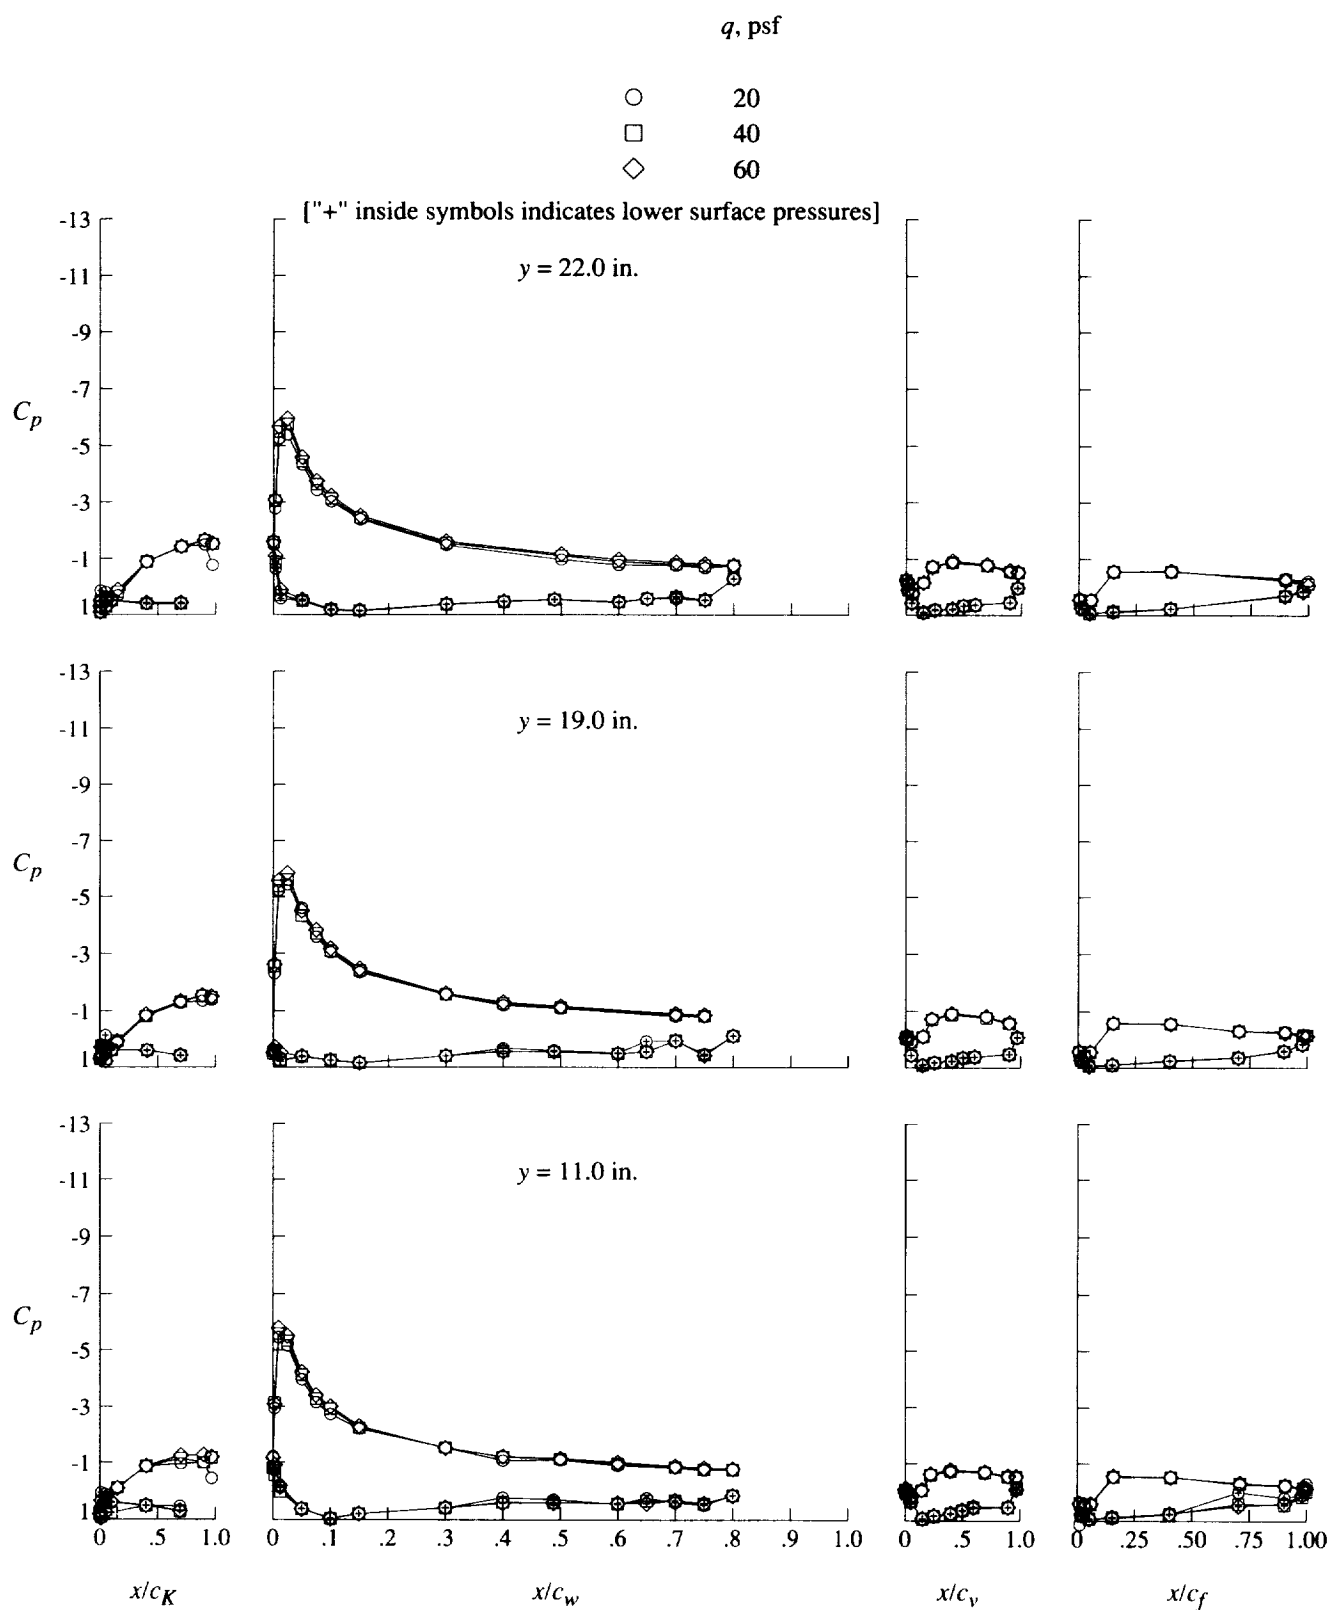 q, psf
20
40
60
["+" inside symbols indicates lower surface pressures]
-13
-11
-9
-7
-5
-3
-1
1
C_p
y = 22.0 in.
-13
-11
-9
-7
-5
-3
-1
1
C_p
y = 19.0 in.
-13
-11
-9
-7
-5
-3
-1
1
C_p
y = 11.0 in.
0 .5 1.0 0 .1 .2 .3 .4 .5 .6 .7 .8 .9 1.0 0 .5 1.0 0 .25 .50 .75 1.00
x/c_K x/c_w x/c_v x/c_f